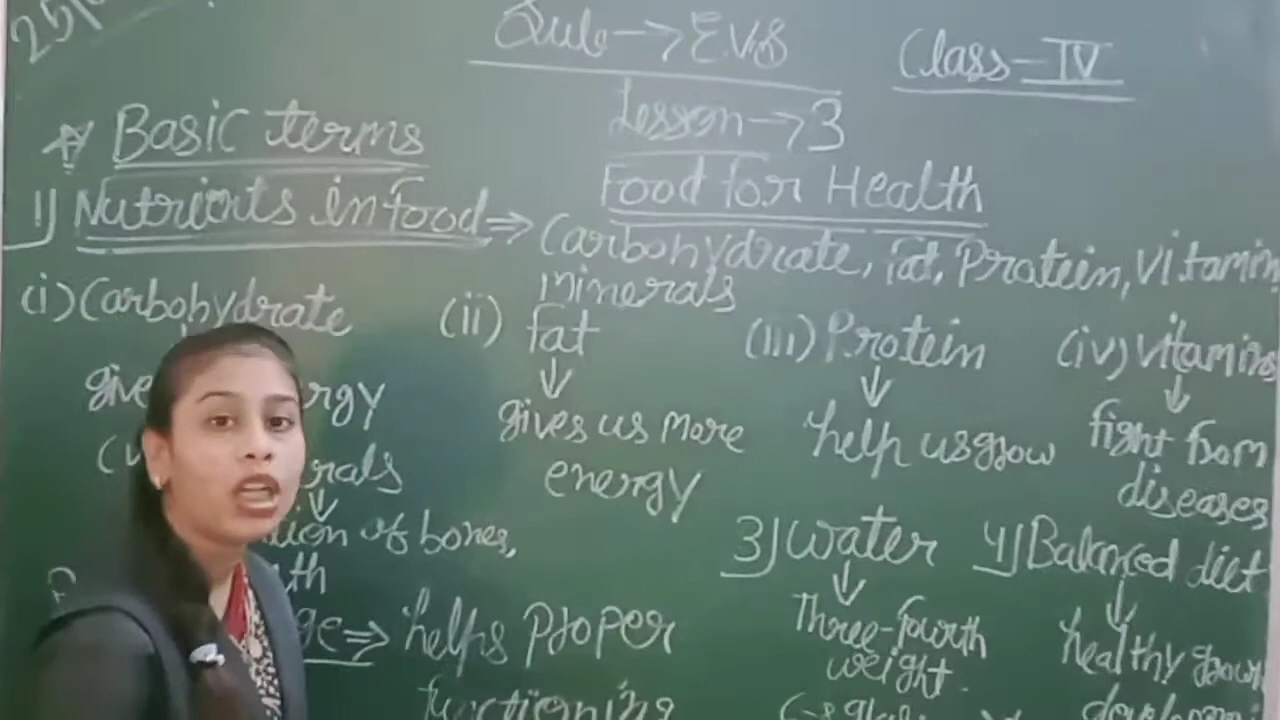 Sub→EVS
Class-IV
Lesson→3
Food for Health
Basic terms
1) Nutrients in food ⇒ Carbohydrate, fat, Protein, Vitamin
minerals
(i) Carbohydrate (ii) fat (iii) Protein (iv) Vitamins
↓ ↓ ↓
gives us more energy
help us grow
fight from diseases
of bones,
⇒ helps proper functioning
3) Water
↓
Three-fourth weight
4) Balanced diet
↓
healthy